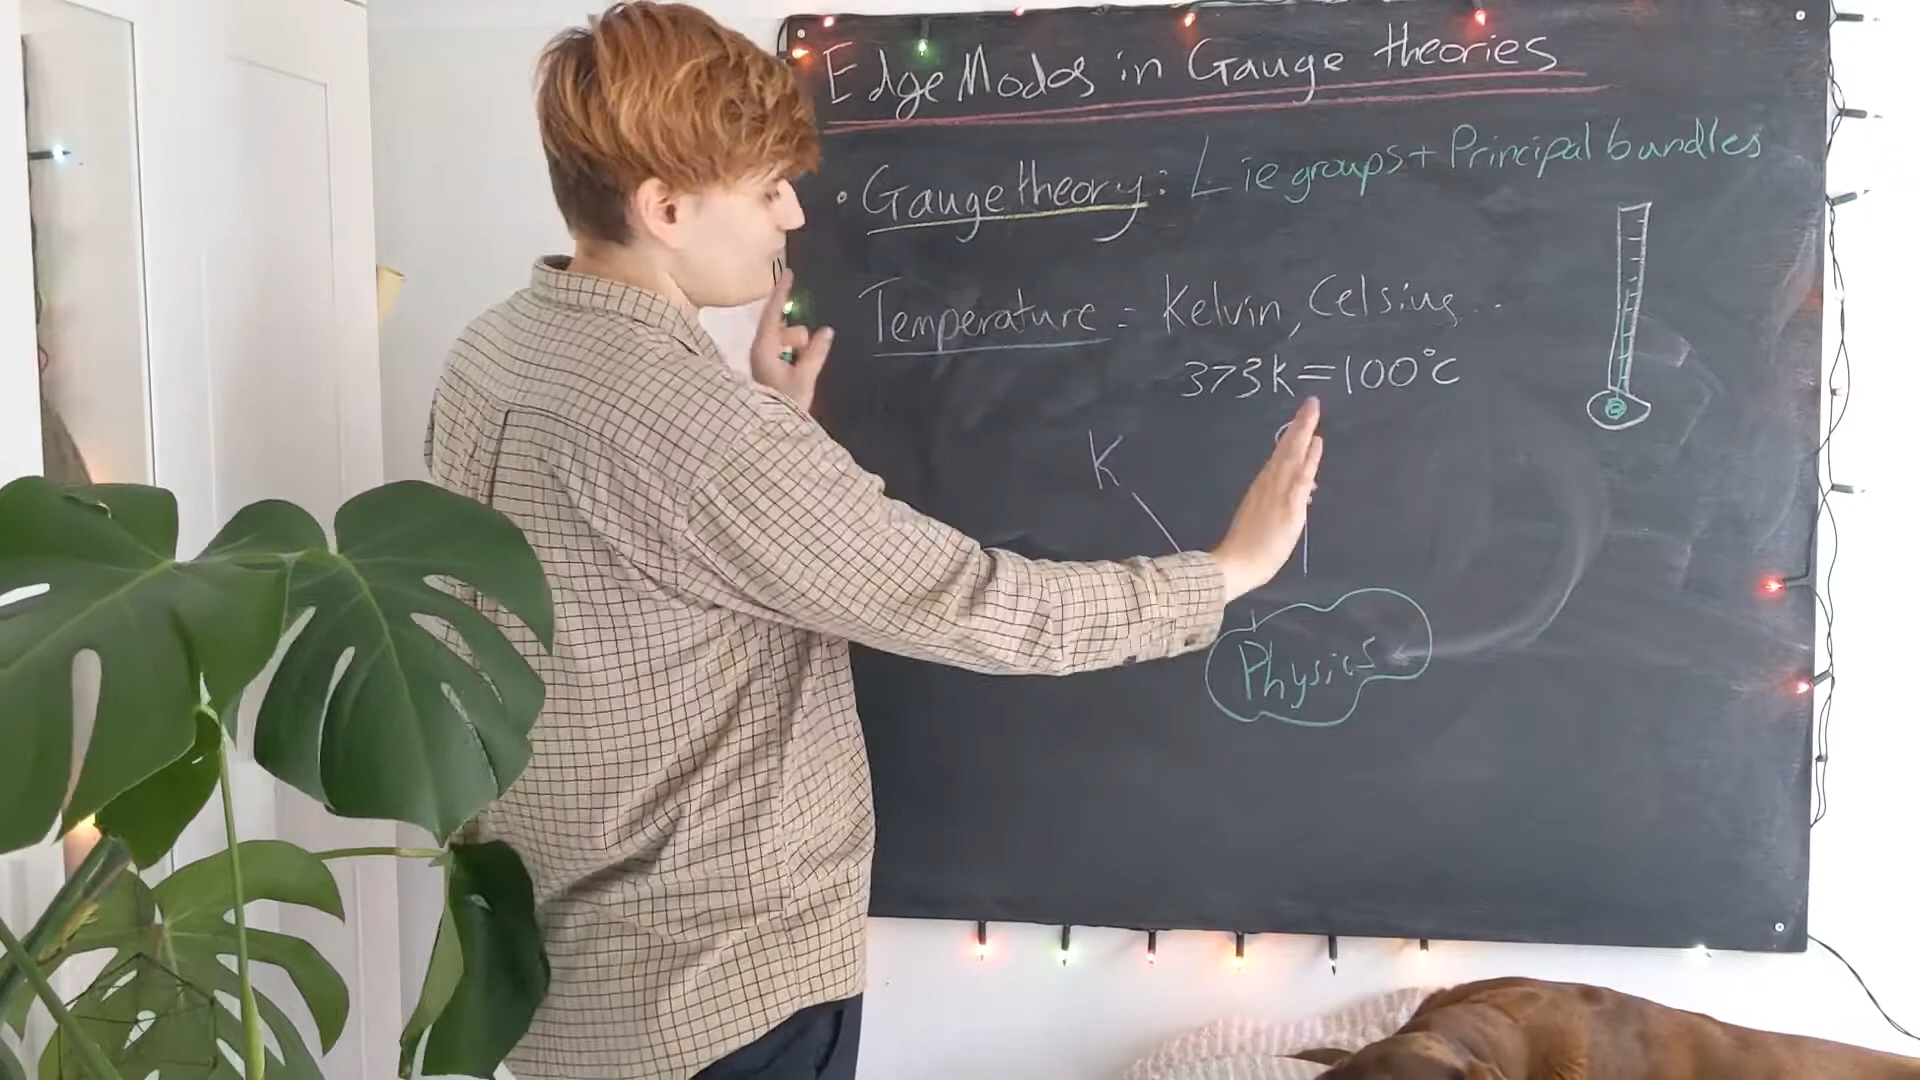 Edge Modes in Gauge theories
• Gauge theory: Lie groups + Principal bundles
Temperature = Kelvin, Celsius...
373K=100°C
K
Physics